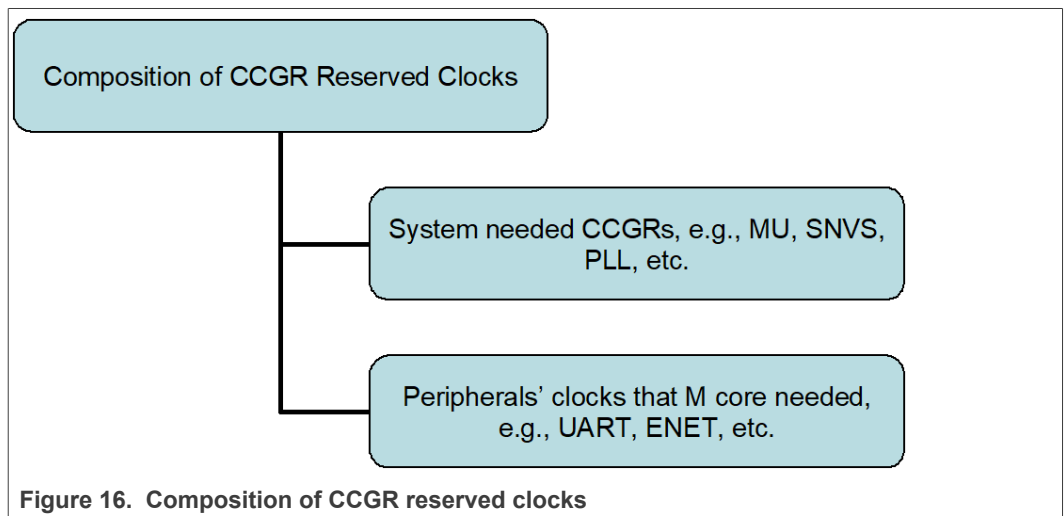 Composition of CCGR Reserved Clocks
System needed CCGRs, e.g., MU, SNVS,
PLL, etc.
Peripherals’ clocks that M core needed,
e.g., UART, ENET, etc.
Figure 16. Composition of CCGR reserved clocks